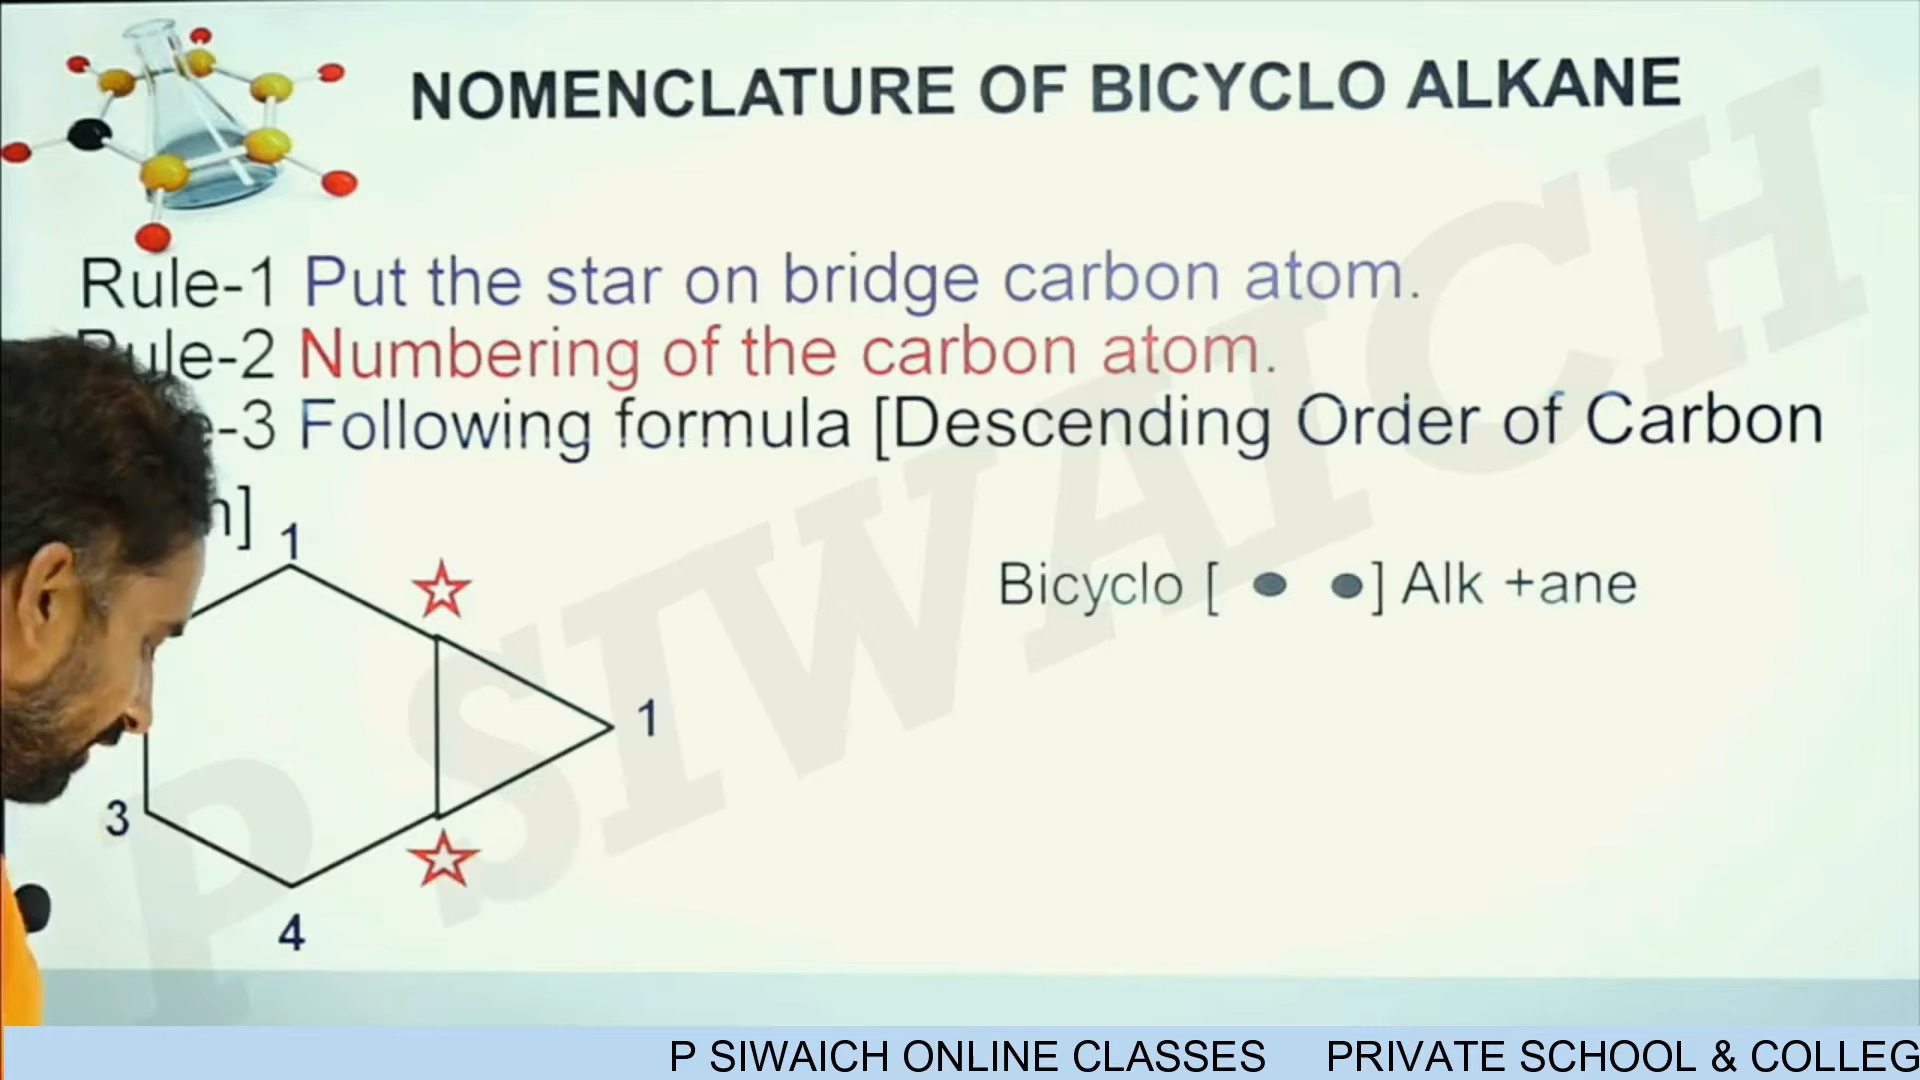 NOMENCLATURE OF BICYCLO ALKANE
Rule-1 Put the star on bridge carbon atom.
Rule-2 Numbering of the carbon atom.
e-3 Following formula [Descending Order of Carbon
n]
1
Bicyclo [ • • ] Alk +ane
1
3
4
P SIWAICH
P SIWAICH ONLINE CLASSES PRIVATE SCHOOL & COLLEG